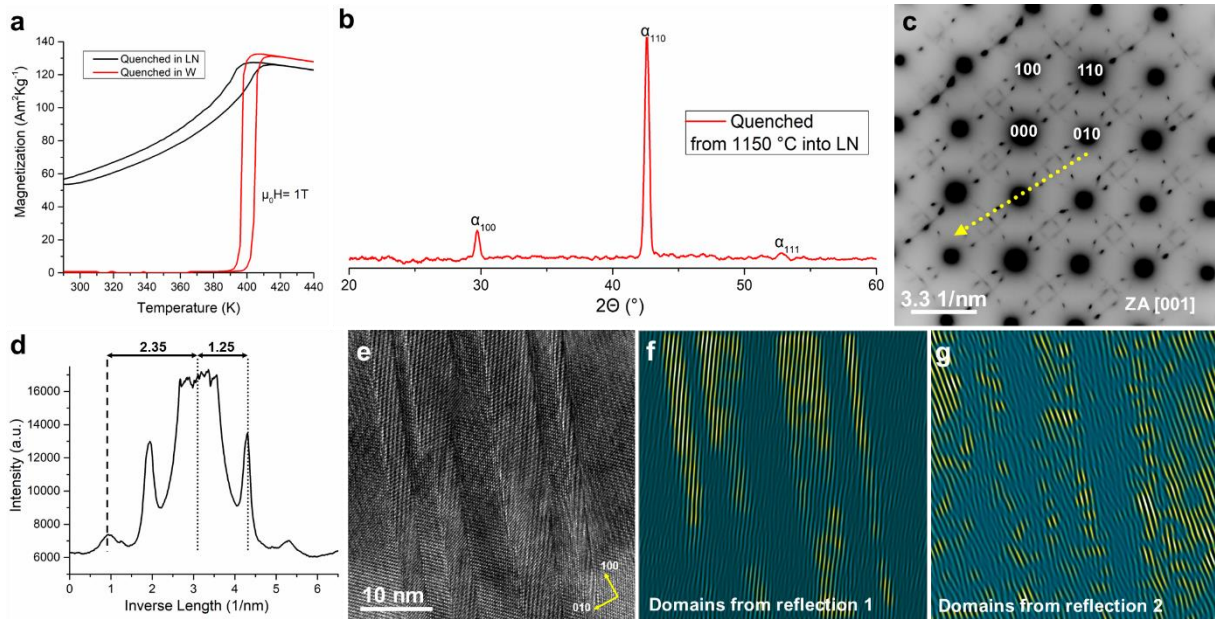 a
140
120
100
80
60
40
20
0
Magnetization (Am²Kg⁻¹)
Quenched in LN
Quenched in W
μ₀H= 1T
300
320
340
360
380
400
420
440
Temperature (K)
b
α₁₁₀
α₁₀₀
α₁₁₁
Quenched
from 1150 °C into LN
20
30
40
50
60
2Θ (°)
c
100
110
000
010
3.3 1/nm
ZA [001]
d
2.35
1.25
16000
14000
12000
10000
8000
6000
Intensity (a.u.)
0
1
2
3
4
5
6
Inverse Length (1/nm)
e
10 nm
100
010
f
Domains from reflection 1
g
Domains from reflection 2